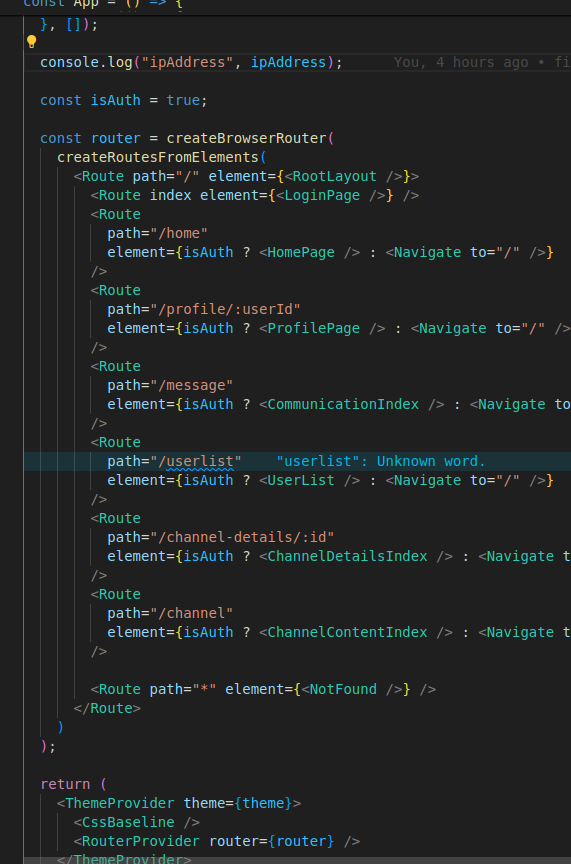 const App = () => {
}, []);
console.log("ipAddress", ipAddress); You, 4 hours ago • fi
const isAuth = true;
const router = createBrowserRouter(
createRoutesFromElements(
<Route path="/" element={<RootLayout />}>
<Route index element={<LoginPage />} />
<Route
path="/home"
element={isAuth ? <HomePage /> : <Navigate to="/" />}
/>
<Route
path="/profile/:userId"
element={isAuth ? <ProfilePage /> : <Navigate to="/" />
/>
<Route
path="/message"
element={isAuth ? <CommunicationIndex /> : <Navigate to
/>
<Route
path="/userlist" "userlist": Unknown word.
element={isAuth ? <UserList /> : <Navigate to="/" />}
/>
<Route
path="/channel-details/:id"
element={isAuth ? <ChannelDetailsIndex /> : <Navigate t
/>
<Route
path="/channel"
element={isAuth ? <ChannelContentIndex /> : <Navigate t
/>
<Route path="*" element={<NotFound />} />
</Route>
)
);
return (
<ThemeProvider theme={theme}>
<CssBaseline />
<RouterProvider router={router} />
</ThemeProvider>